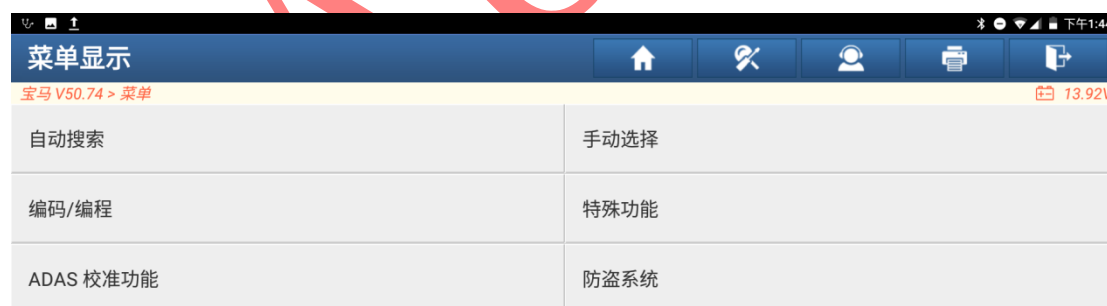 下午1:44
菜单显示
宝马 V50.74 > 菜单
13.92V
自动搜索
手动选择
编码/编程
特殊功能
ADAS 校准功能
防盗系统